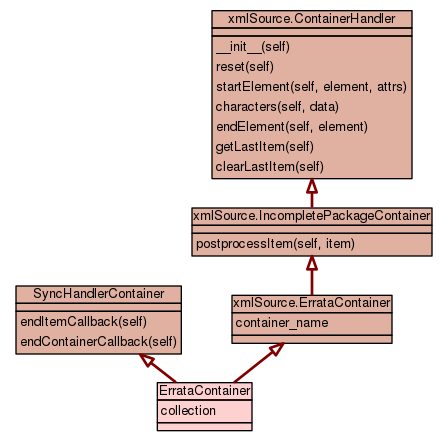 xmlSource.ContainerHandler
__init__(self)
reset(self)
startElement(self, element, attrs)
characters(self, data)
endElement(self, element)
getLastItem(self)
clearLastItem(self)
xmlSource.IncompletePackageContainer
postprocessItem(self, item)
SyncHandlerContainer
endItemCallback(self)
endContainerCallback(self)
xmlSource.ErrataContainer
container_name
ErrataContainer
collection